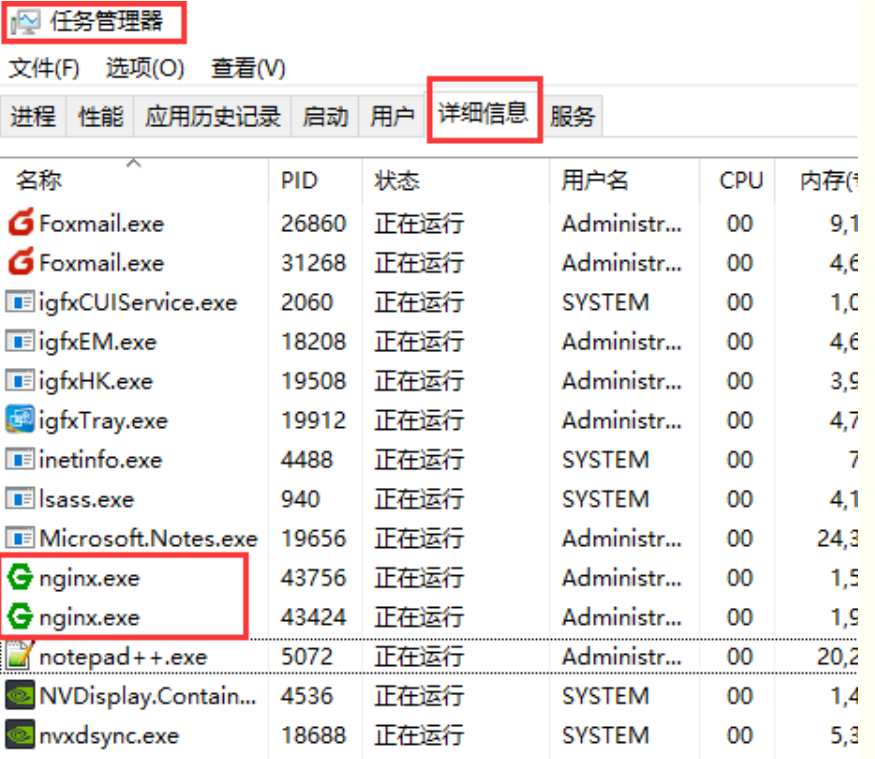 任务管理器
文件(F) 选项(O) 查看(V)
进程 性能 应用历史记录 启动 用户 详细信息 服务
名称 PID 状态 用户名 CPU 内存(
Foxmail.exe 26860 正在运行 Administr... 00 9,1
Foxmail.exe 31268 正在运行 Administr... 00 4,6
igfxCUIService.exe 2060 正在运行 SYSTEM 00 1,0
igfxEM.exe 18208 正在运行 Administr... 00 4,6
igfxHK.exe 19508 正在运行 Administr... 00 3,9
igfxTray.exe 19912 正在运行 Administr... 00 4,7
inetinfo.exe 4488 正在运行 SYSTEM 00 7
lsass.exe 940 正在运行 SYSTEM 00 4,1
Microsoft.Notes.exe 19656 正在运行 Administr... 00 24,3
nginx.exe 43756 正在运行 Administr... 00 1,5
nginx.exe 43424 正在运行 Administr... 00 1,9
notepad++.exe 5072 正在运行 Administr... 00 20,2
NVDisplay.Contain... 4536 正在运行 SYSTEM 00 1,4
nvxdsync.exe 18688 正在运行 SYSTEM 00 5,3